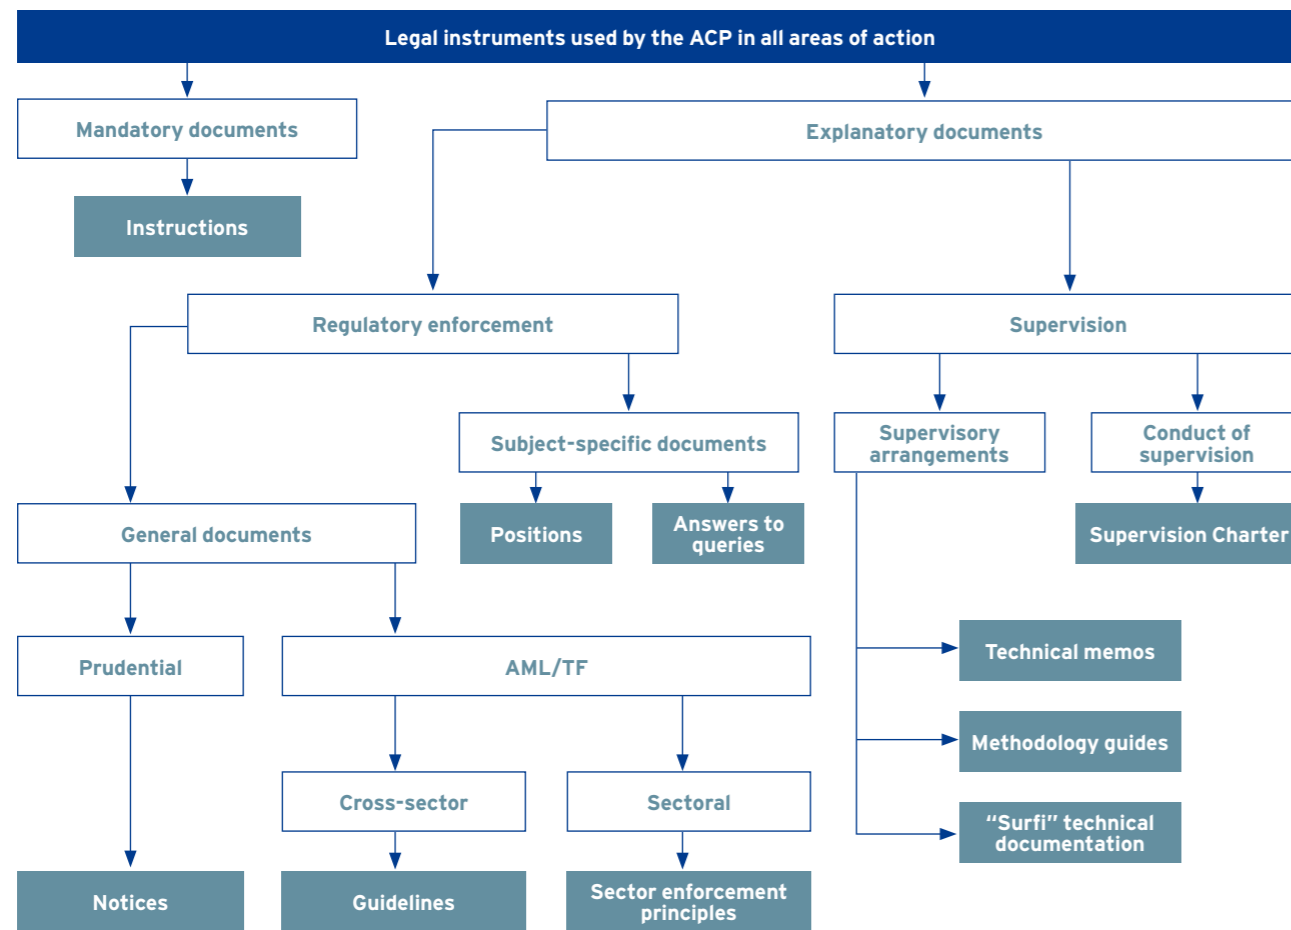 Legal instruments used by the ACP in all areas of action
Mandatory documents
Explanatory documents
Instructions
Regulatory enforcement
Supervision
Subject-specific documents
Supervisory
arrangements
Conduct of
supervision
General documents
Positions
Answers to
queries
Supervision Charter
Prudential
AML/TF
Technical memos
Methodology guides
Cross-sector
Sectoral
“Surfi” technical
documentation
Notices
Guidelines
Sector enforcement
principles